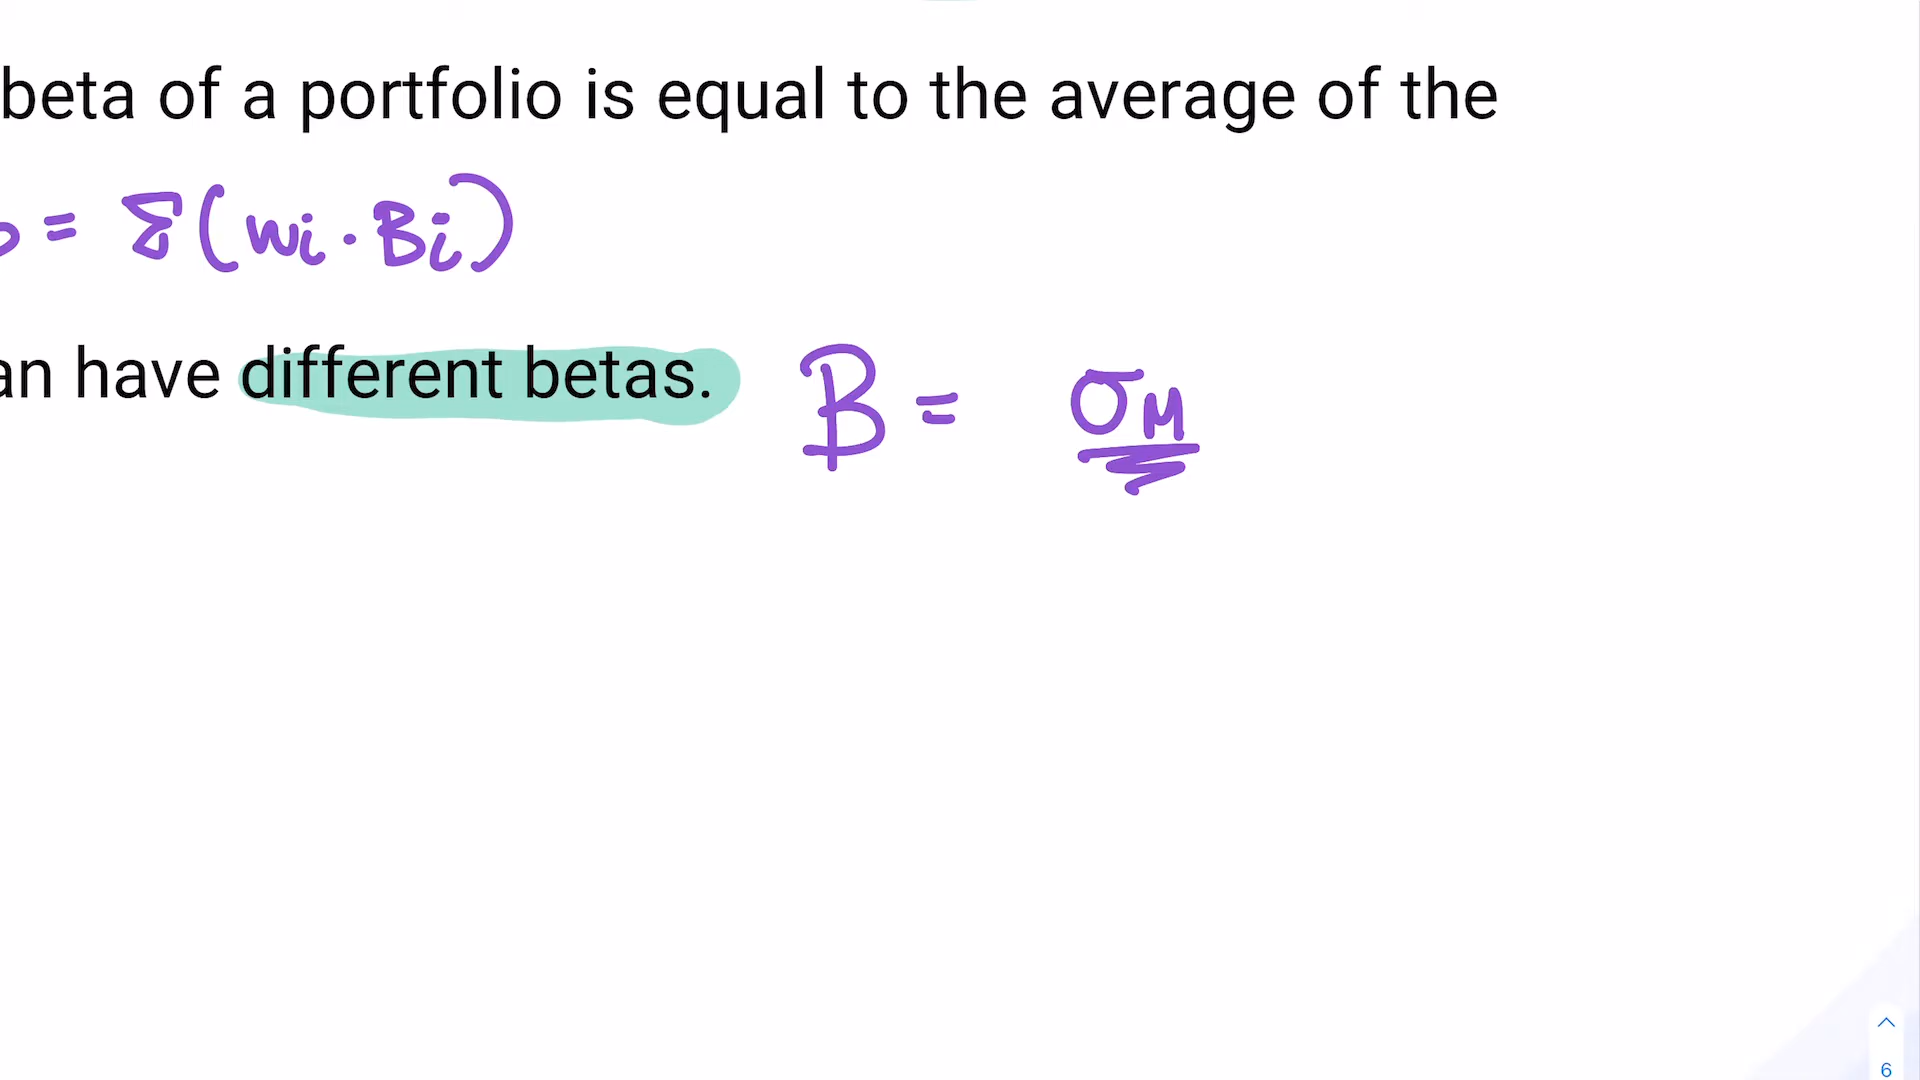 beta of a portfolio is equal to the average of the
= Σ(wi · Bi)
an have different betas.
B = σM
6